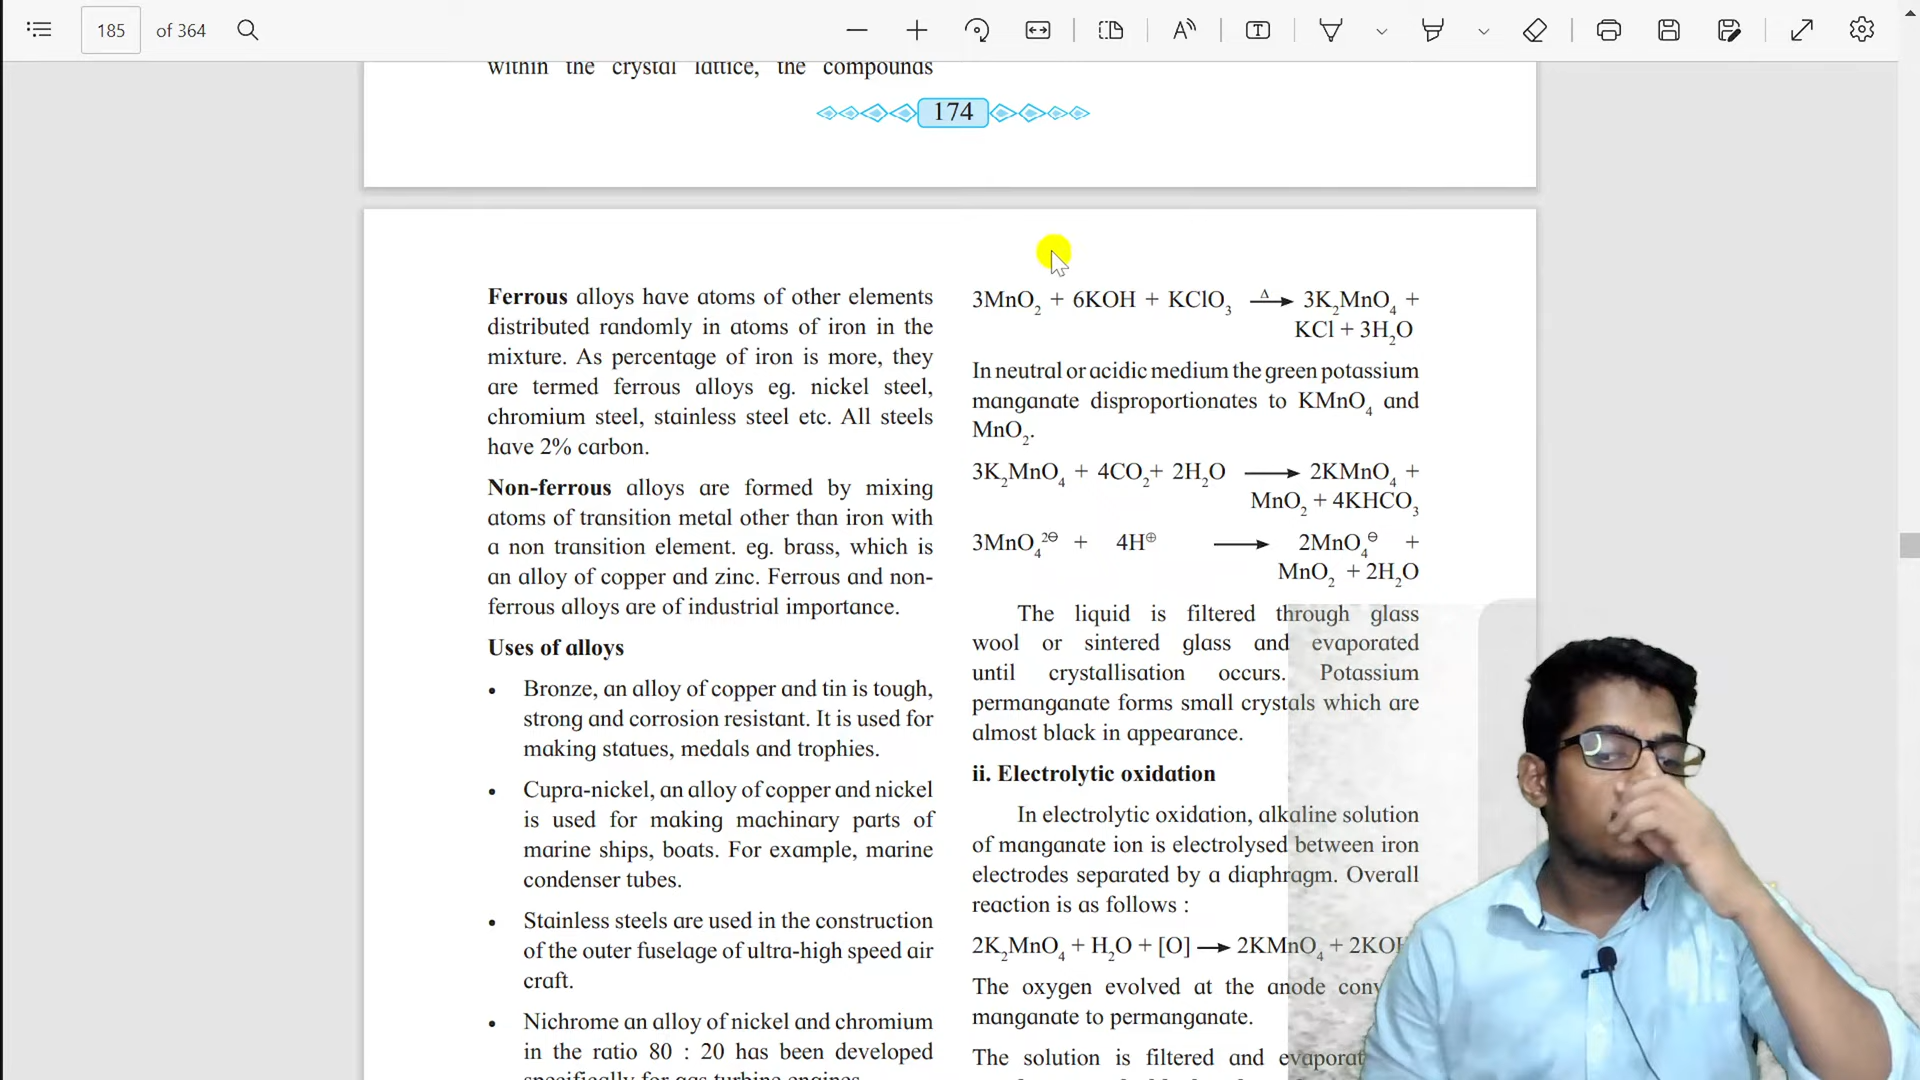 185 of 364
within the crystal lattice, the compounds
174
Ferrous alloys have atoms of other elements
distributed randomly in atoms of iron in the
mixture. As percentage of iron is more, they
are termed ferrous alloys eg. nickel steel,
chromium steel, stainless steel etc. All steels
have 2% carbon.
Non-ferrous alloys are formed by mixing
atoms of transition metal other than iron with
a non transition element. eg. brass, which is
an alloy of copper and zinc. Ferrous and non-
ferrous alloys are of industrial importance.
Uses of alloys
• Bronze, an alloy of copper and tin is tough,
strong and corrosion resistant. It is used for
making statues, medals and trophies.
• Cupra-nickel, an alloy of copper and nickel
is used for making machinary parts of
marine ships, boats. For example, marine
condenser tubes.
• Stainless steels are used in the construction
of the outer fuselage of ultra-high speed air
craft.
• Nichrome an alloy of nickel and chromium
in the ratio 80 : 20 has been developed
specifically for gas turbine engines.
3MnO₂ + 6KOH + KClO₃ —Δ→ 3K₂MnO₄ +
KCl + 3H₂O
In neutral or acidic medium the green potassium
manganate disproportionates to KMnO₄ and
MnO₂.
3K₂MnO₄ + 4CO₂+ 2H₂O ⟶ 2KMnO₄ +
MnO₂ + 4KHCO₃
3MnO₄²⊖ + 4H⊕ ⟶ 2MnO₄⊖ +
MnO₂ + 2H₂O
The liquid is filtered through glass
wool or sintered glass and evaporated
until crystallisation occurs. Potassium
permanganate forms small crystals which are
almost black in appearance.
ii. Electrolytic oxidation
In electrolytic oxidation, alkaline solution
of manganate ion is electrolysed between iron
electrodes separated by a diaphragm. Overall
reaction is as follows :
2K₂MnO₄ + H₂O + [O] ⟶ 2KMnO₄ + 2KOH
The oxygen evolved at the anode
manganate to permanganate.
The solution is filtered and